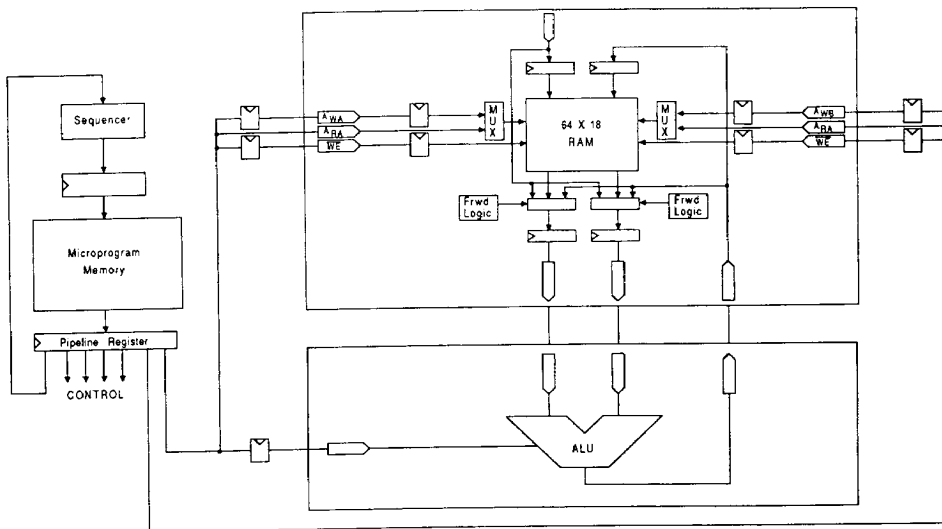 Sequencer
Microprogram
Memory
Pipeline Register
CONTROL
AWA
ARA
WE
MUX
64 X 18
RAM
MUX
AWB
ARA
WE
Frwd
Logic
Frwd
Logic
ALU